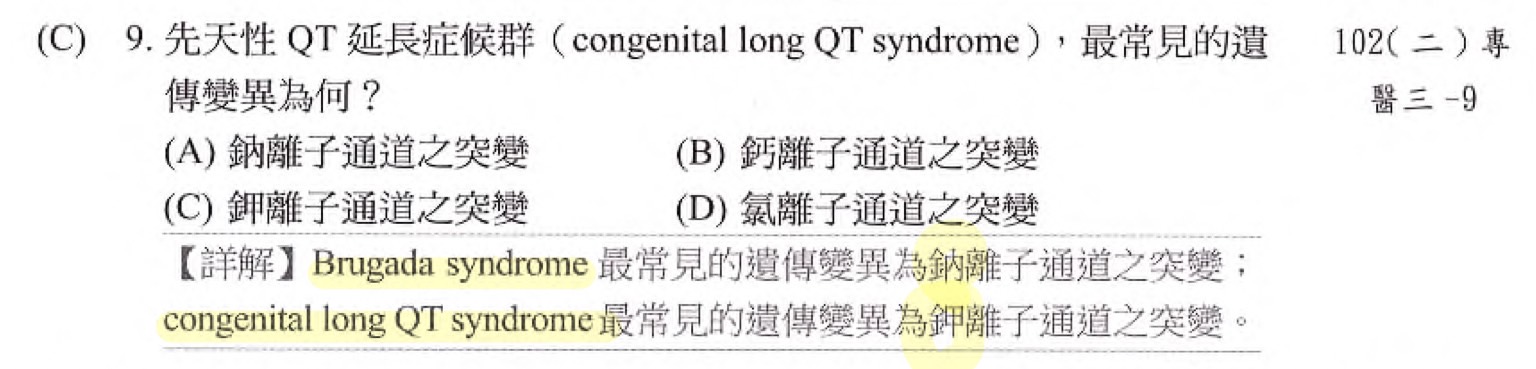 (C) 9. 先天性 QT 延長症候群（congenital long QT syndrome），最常見的遺 102( 二 ) 專
傳變異為何？ 醫三 -9
(A) 鈉離子通道之突變 (B) 鈣離子通道之突變
(C) 鉀離子通道之突變 (D) 氯離子通道之突變
【詳解】Brugada syndrome 最常見的遺傳變異為鈉離子通道之突變；
congenital long QT syndrome 最常見的遺傳變異為鉀離子通道之突變。